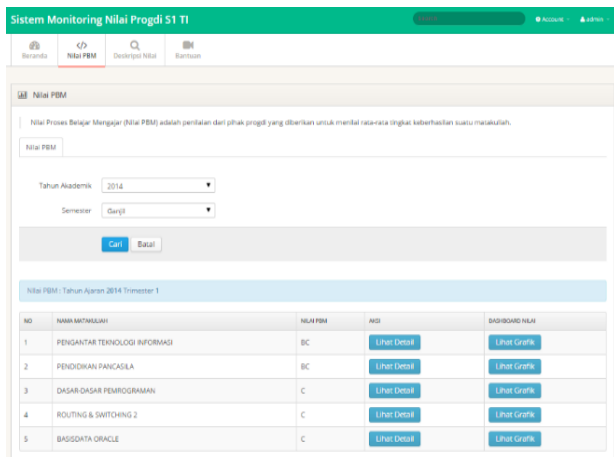 Sistem Monitoring Nilai Progdi S1 TI
Account
admin
Beranda
Nilai PBM
Deskripsi Nilai
Bantuan
Nilai PBM
Nilai Proses Belajar Mengajar (Nilai PBM) adalah penilaian dari pihak progdi yang diberikan untuk menilai rata-rata tingkat keberhasilan suatu matakuliah.
Nilai PBM
Tahun Akademik 2014
Semester Ganjil
Cari Batal
Nilai PBM : Tahun Ajaran 2014 Trimester 1
NO NAMA MATAKULIAH NILAI PBM AKSI DASHBOARD NILAI
1 PENGANTAR TEKNOLOGI INFORMASI BC Lihat Detail Lihat Grafik
2 PENDIDIKAN PANCASILA BC Lihat Detail Lihat Grafik
3 DASAR-DASAR PEMROGRAMAN C Lihat Detail Lihat Grafik
4 ROUTING & SWITCHING 2 C Lihat Detail Lihat Grafik
5 BASISDATA ORACLE C Lihat Detail Lihat Grafik